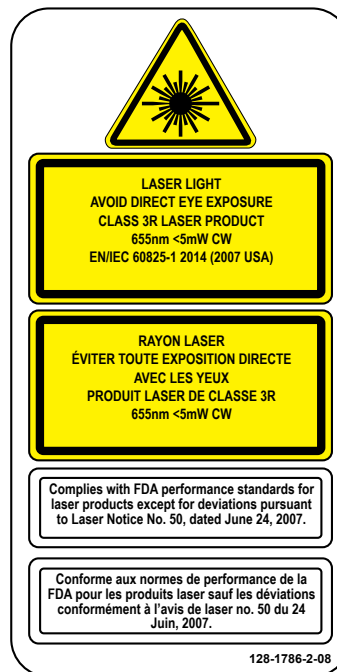 LASER LIGHT
AVOID DIRECT EYE EXPOSURE
CLASS 3R LASER PRODUCT
655nm <5mW CW
EN/IEC 60825-1 2014 (2007 USA)
RAYON LASER
ÉVITER TOUTE EXPOSITION DIRECTE
AVEC LES YEUX
PRODUIT LASER DE CLASSE 3R
655nm <5mW CW
Complies with FDA performance standards for
laser products except for deviations pursuant
to Laser Notice No. 50, dated June 24, 2007.
Conforme aux normes de performance de la
FDA pour les produits laser sauf les déviations
conformément à l'avis de laser no. 50 du 24
Juin, 2007.
128-1786-2-08